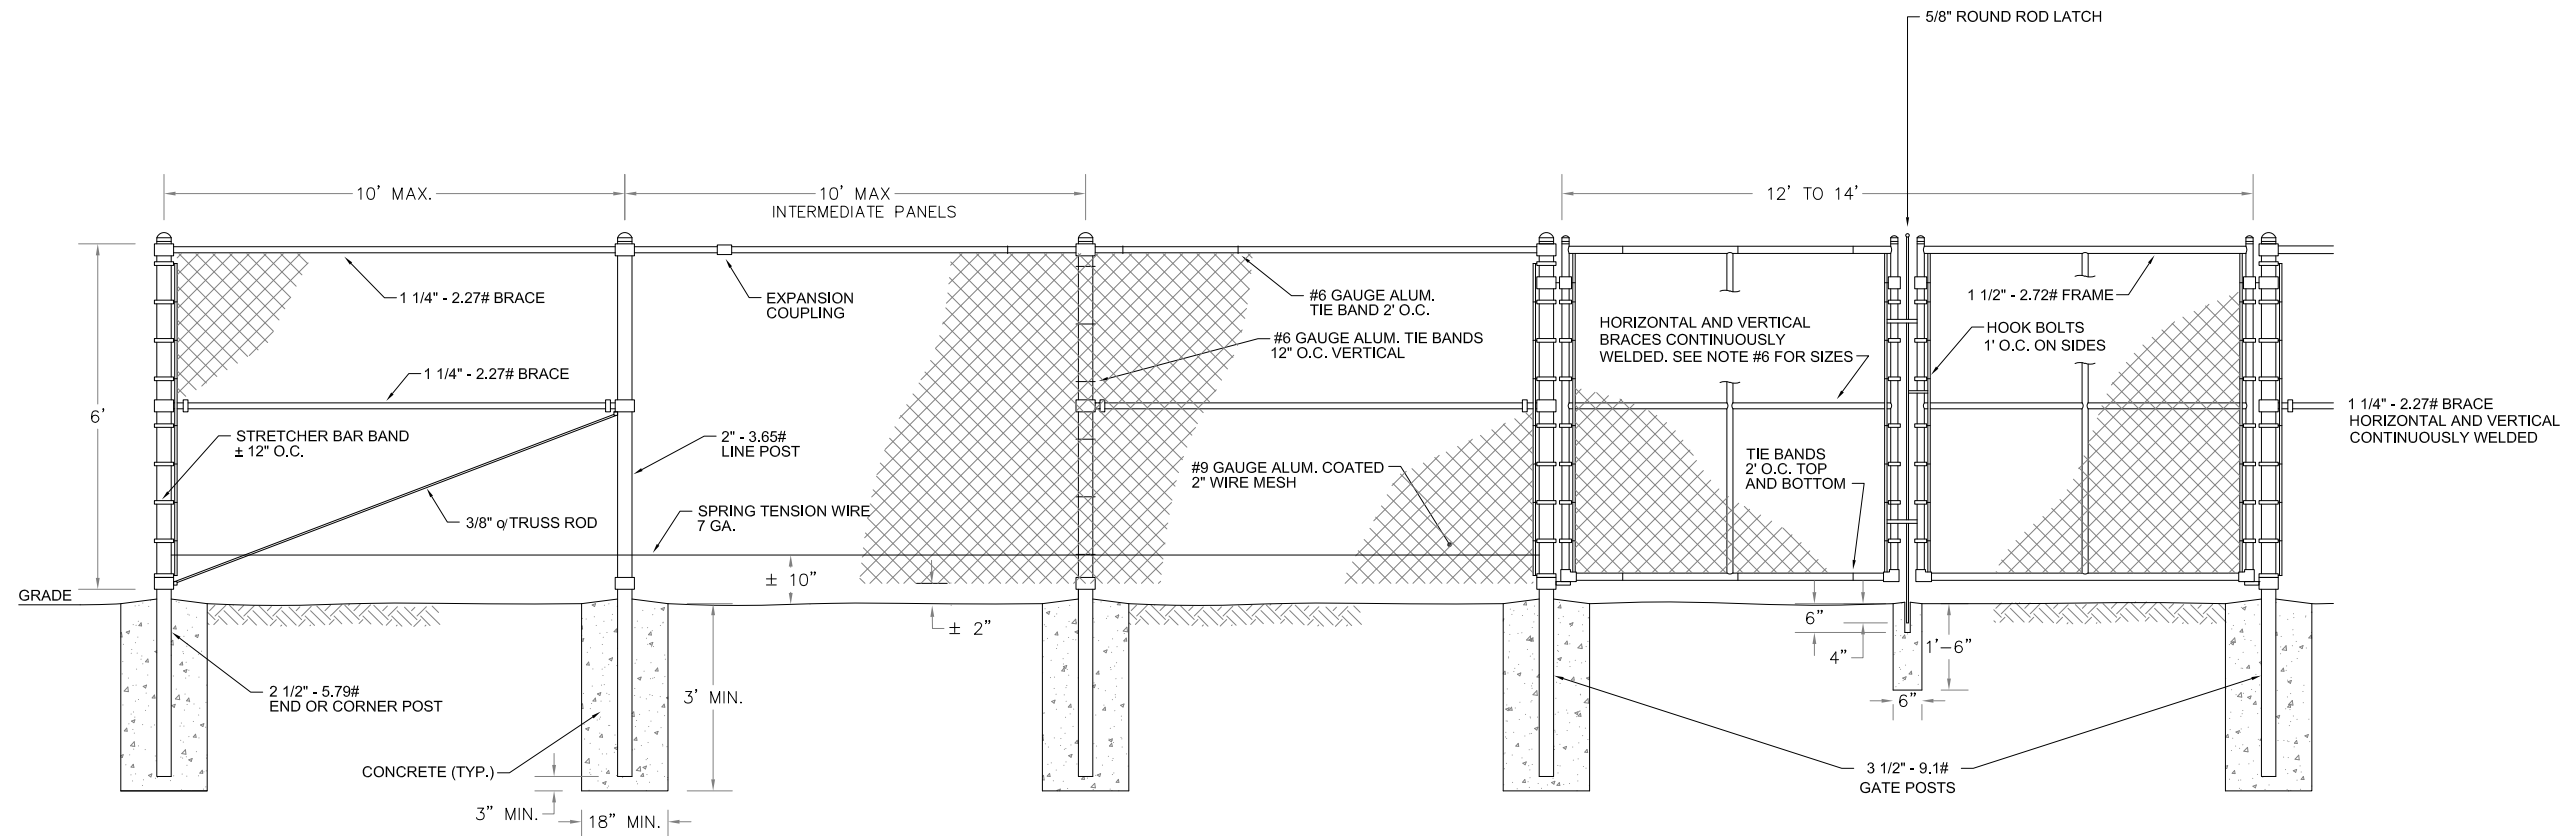 5/8" ROUND ROD LATCH
10' MAX.
10' MAX
INTERMEDIATE PANELS
12' TO 14'
6'
1 1/4" - 2.27# BRACE
EXPANSION
COUPLING
#6 GAUGE ALUM.
TIE BAND 2' O.C.
1 1/2" - 2.72# FRAME
HORIZONTAL AND VERTICAL
BRACES CONTINUOUSLY
WELDED. SEE NOTE #6 FOR SIZES
#6 GAUGE ALUM. TIE BANDS
12" O.C. VERTICAL
HOOK BOLTS
1' O.C. ON SIDES
1 1/4" - 2.27# BRACE
1 1/4" - 2.27# BRACE
HORIZONTAL AND VERTICAL
CONTINUOUSLY WELDED
STRETCHER BAR BAND
± 12" O.C.
2" - 3.65#
LINE POST
#9 GAUGE ALUM. COATED
2" WIRE MESH
TIE BANDS
2' O.C. TOP
AND BOTTOM
3/8" o/ TRUSS ROD
SPRING TENSION WIRE
7 GA.
± 10"
GRADE
± 2"
6"
4"
1'-6"
6"
2 1/2" - 5.79#
END OR CORNER POST
3' MIN.
CONCRETE (TYP.)
3 1/2" - 9.1#
GATE POSTS
3" MIN.
18" MIN.